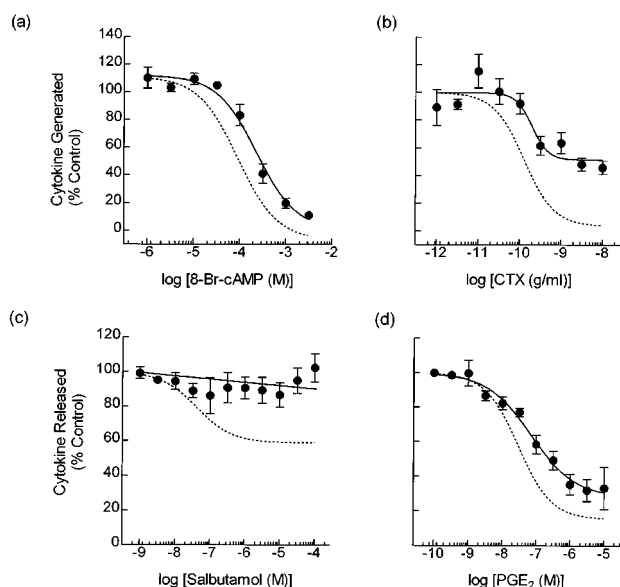 (a)
(b)
Cytokine Generated
(% Control)
140
120
100
80
60
40
20
0
-6 -5 -4 -3 -2
log [8-Br-cAMP (M)]
-12 -11 -10 -9 -8
log [CTX (g/ml)]
(c)
(d)
Cytokine Released
(% Control)
120
100
80
60
40
20
0
-9 -8 -7 -6 -5 -4
log [Salbutamol (M)]
-10 -9 -8 -7 -6 -5
log [PGE₂ (M)]